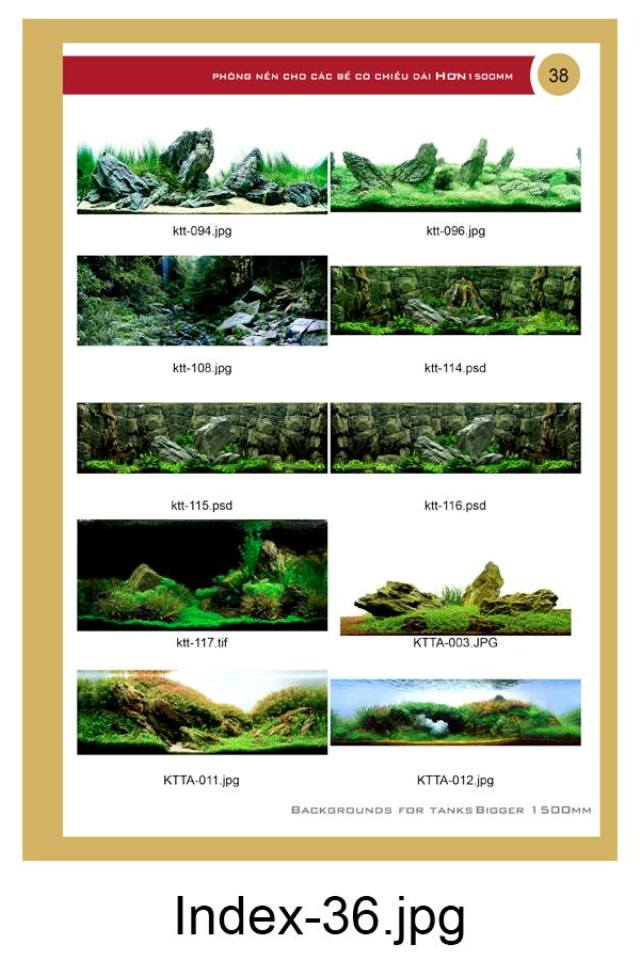 PHÔNG NỀN CHO CÁC BỂ CÓ CHIỀU DÀI HƠN 1500MM
38
ktt-094.jpg
ktt-096.jpg
ktt-108.jpg
ktt-114.psd
ktt-115.psd
ktt-116.psd
ktt-117.tif
KTTA-003.JPG
KTTA-011.jpg
KTTA-012.jpg
BACKGROUNDS FOR TANKS BIGGER 1500MM
Index-36.jpg